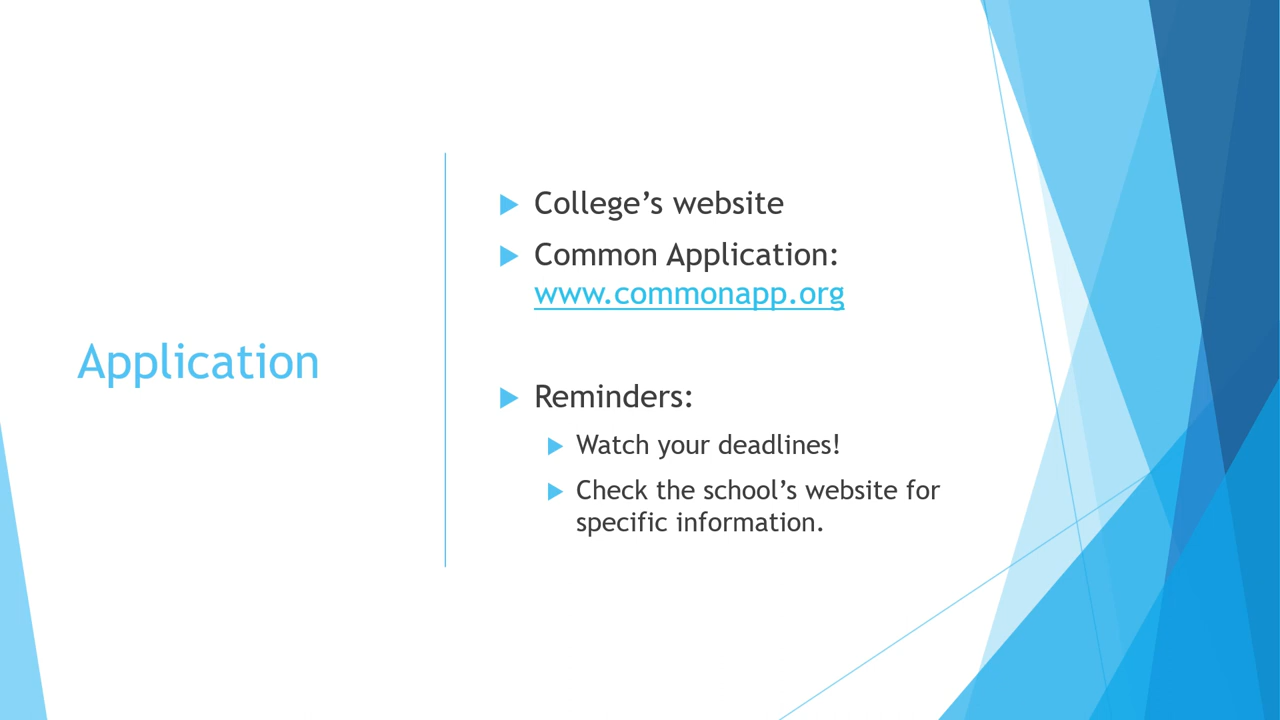 Application
College’s website
Common Application:
www.commonapp.org
Reminders:
Watch your deadlines!
Check the school’s website for
specific information.